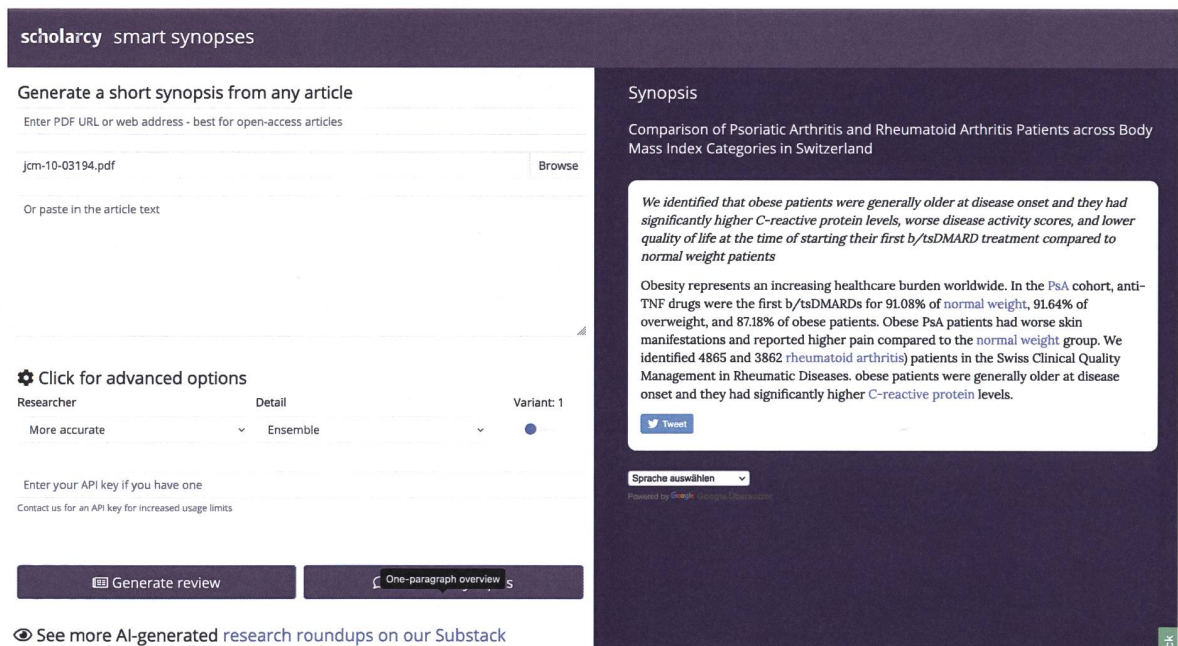 scholarcy smart synopses
Generate a short synopsis from any article
Enter PDF URL or web address - best for open-access articles
jcm-10-03194.pdf
Browse
Or paste in the article text
Click for advanced options
Researcher
Detail
Variant: 1
More accurate
Ensemble
Enter your API key if you have one
Contact us for an API key for increased usage limits
Generate review
One-paragraph overview
See more AI-generated research roundups on our Substack
Synopsis
Comparison of Psoriatic Arthritis and Rheumatoid Arthritis Patients across Body
Mass Index Categories in Switzerland
We identified that obese patients were generally older at disease onset and they had
significantly higher C-reactive protein levels, worse disease activity scores, and lower
quality of life at the time of starting their first b/tsDMARD treatment compared to
normal weight patients
Obesity represents an increasing healthcare burden worldwide. In the PsA cohort, anti-
TNF drugs were the first b/tsDMARDs for 91.08% of normal weight, 91.64% of
overweight, and 87.18% of obese patients. Obese PsA patients had worse skin
manifestations and reported higher pain compared to the normal weight group. We
identified 4865 and 3862 rheumatoid arthritis) patients in the Swiss Clinical Quality
Management in Rheumatic Diseases. obese patients were generally older at disease
onset and they had significantly higher C-reactive protein levels.
Tweet
Sprache auswählen
Powered by Google Google Übersetzer